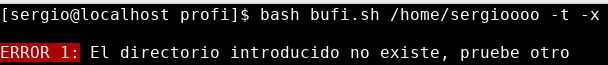 [sergio@localhost profi]$ bash bufi.sh /home/sergioooo -t -x
ERROR 1: El directorio introducido no existe, pruebe otro